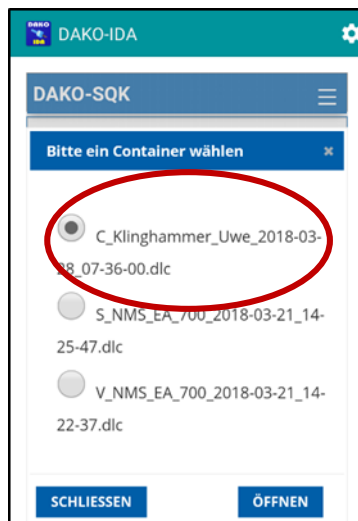 DAKO
IDA
DAKO-IDA
DAKO-SQK
Bitte ein Container wählen ×
C_Klinghammer_Uwe_2018-03-
28_07-36-00.dlc
S_NMS_EA_700_2018-03-21_14-
25-47.dlc
V_NMS_EA_700_2018-03-21_14-
22-37.dlc
SCHLIESSEN ÖFFNEN